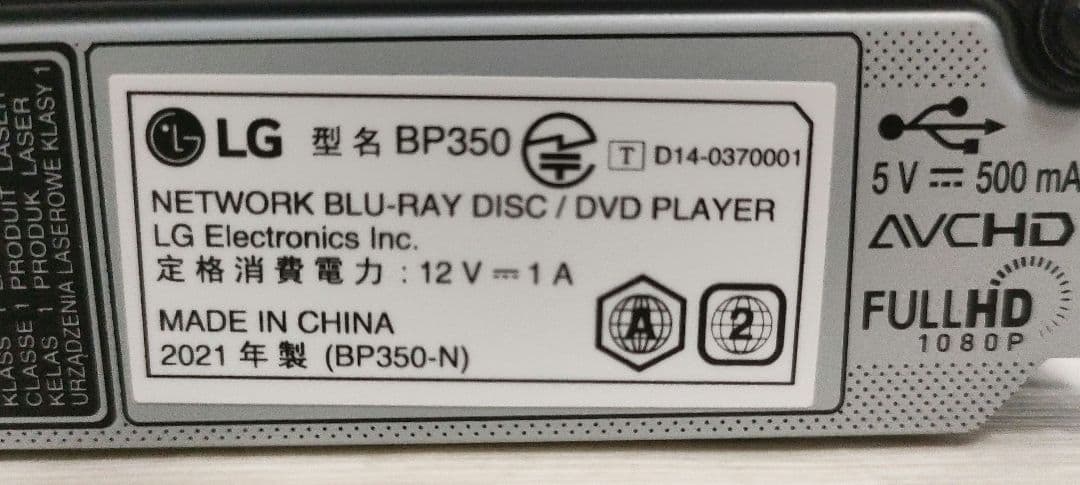 LG 型名 BP350 T D14-0370001
NETWORK BLU-RAY DISC / DVD PLAYER
LG Electronics Inc.
定格消費電力 : 12 V ⎓ 1 A
MADE IN CHINA
2021 年製 (BP350-N)
A 2
5 V ⎓ 500 mA
AVCHD
FULLHD
1080P
CLASSE 1 PRODUIT LASER
KELAS 1 PRODUK LASER
URZĄDZENIA LASEROWE KLASY 1